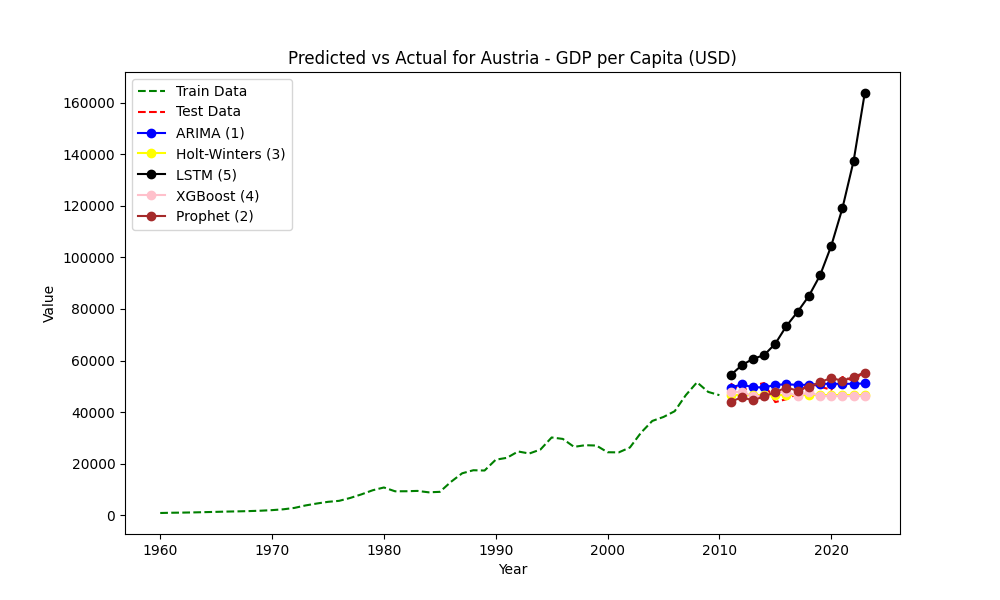 Predicted vs Actual for Austria - GDP per Capita (USD)
Train Data
Test Data
ARIMA (1)
Holt-Winters (3)
LSTM (5)
XGBoost (4)
Prophet (2)
160000
140000
120000
100000
80000
60000
40000
20000
0
Value
1960 1970 1980 1990 2000 2010 2020
Year